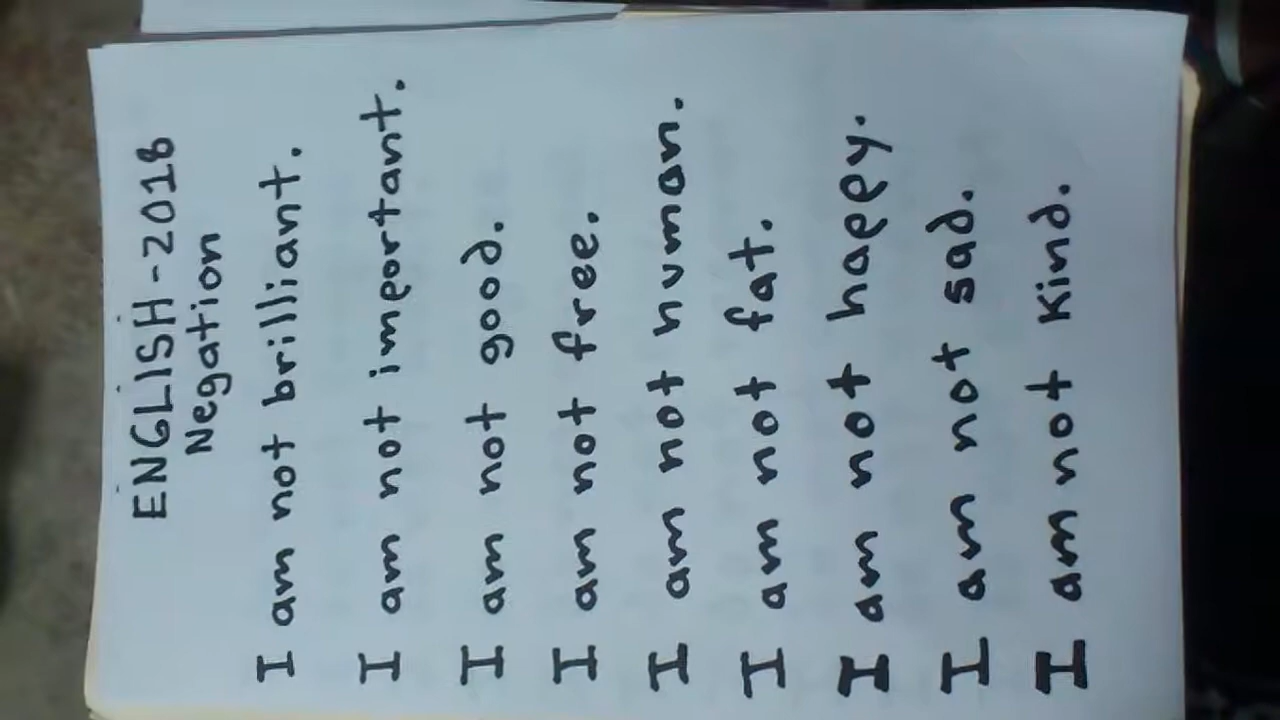 ENGLISH-2018
Negation
I am not brilliant.
I am not important.
I am not good.
I am not free.
I am not human.
I am not fat.
I am not happy.
I am not sad.
I am not kind.